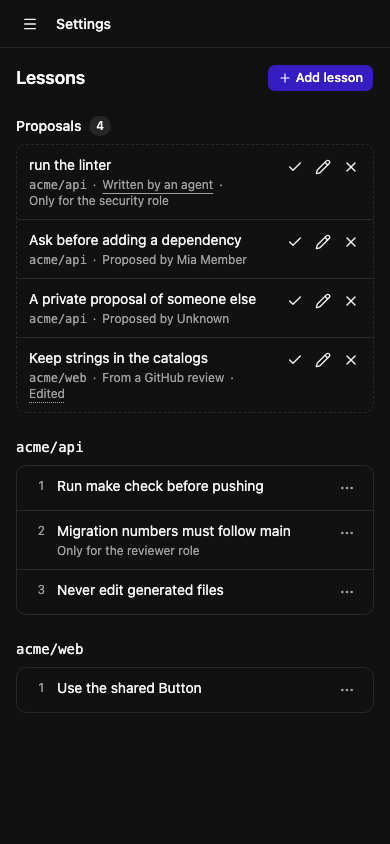 Settings
Lessons
+ Add lesson
Proposals 4
run the linter
acme/api · Written by an agent ·
Only for the security role
Ask before adding a dependency
acme/api · Proposed by Mia Member
A private proposal of someone else
acme/api · Proposed by Unknown
Keep strings in the catalogs
acme/web · From a GitHub review ·
Edited
acme/api
1 Run make check before pushing
2 Migration numbers must follow main
Only for the reviewer role
3 Never edit generated files
acme/web
1 Use the shared Button